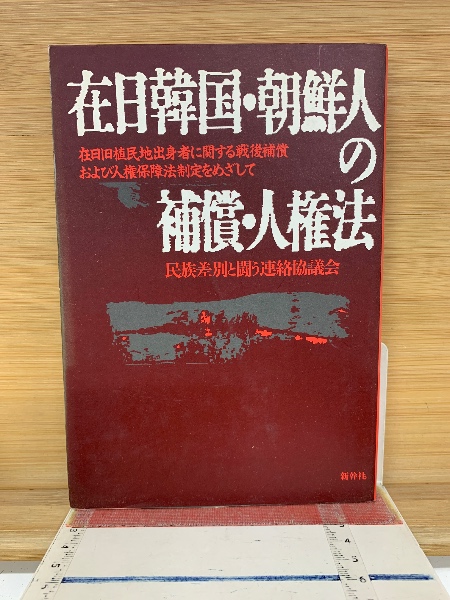 在日韓国・朝鮮人
の
補償・人権法
在日旧植民地出身者に関する戦後補償
および人権保障法制定をめざして
民族差別と闘う連絡協議会
新幹社